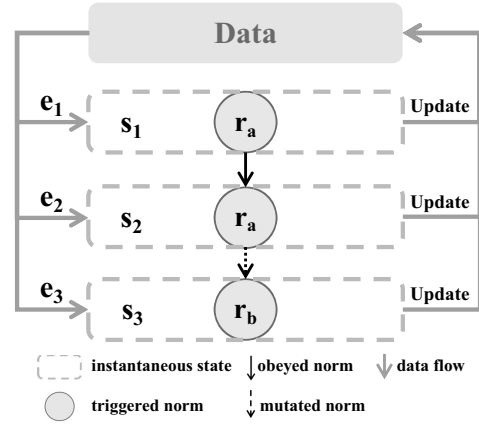 Data
e1
s1
ra
Update
e2
s2
ra
Update
e3
s3
rb
Update
instantaneous state
obeyed norm
data flow
triggered norm
mutated norm